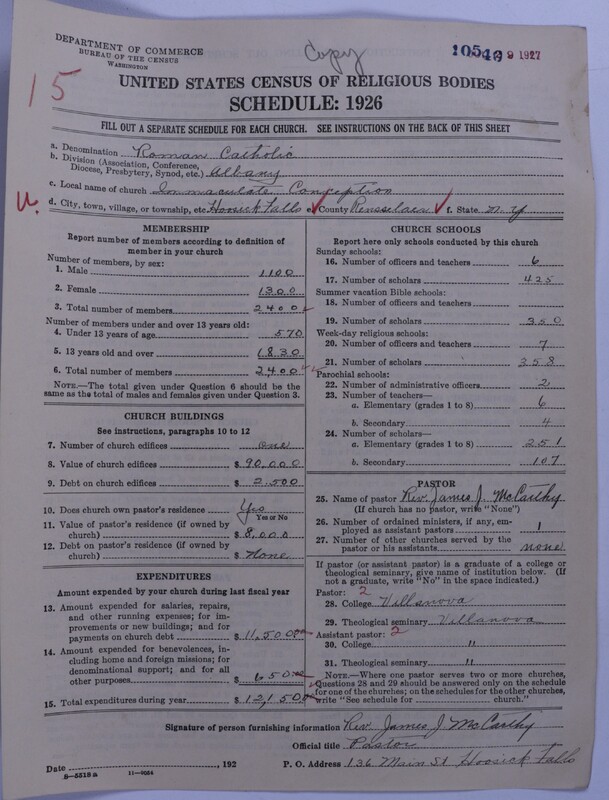 DEPARTMENT OF COMMERCE
BUREAU OF THE CENSUS
WASHINGTON
Copy
15
UNITED STATES CENSUS OF RELIGIOUS BODIES
SCHEDULE: 1926
FILL OUT A SEPARATE SCHEDULE FOR EACH CHURCH. SEE INSTRUCTIONS ON THE BACK OF THIS SHEET
a. Denomination Roman Catholic
b. Division (Association, Conference, Diocese, Presbytery, Synod, etc.) Albany
c. Local name of church Immaculate Conception
d. City, town, village, or township, etc. Hoosick Falls e. County Rensselaer f. State N.Y
MEMBERSHIP
Report number of members according to definition of
member in your church
Number of members, by sex:
1. Male 1100
2. Female 1300
3. Total number of members 2400
Number of members under and over 13 years old:
4. Under 13 years of age 570
5. 13 years old and over 1830
6. Total number of members 2400
NOTE.—The total given under Question 6 should be the
same as the total of males and females given under Question 3.
CHURCH BUILDINGS
See instructions, paragraphs 10 to 12
7. Number of church edifices one
8. Value of church edifices $ 90,000
9. Debt on church edifices $ 2,500
10. Does church own pastor's residence Yes
Yes or No
11. Value of pastor's residence (if owned by
church) $ 8,000
12. Debt on pastor's residence (if owned by
church) $ None
EXPENDITURES
Amount expended by your church during last fiscal year
13. Amount expended for salaries, repairs,
and other running expenses; for im-
provements or new buildings; and for
payments on church debt $ 11,500
14. Amount expended for benevolences, in-
cluding home and foreign missions; for
denominational support; and for all
other purposes $ 650
15. Total expenditures during year $ 12,150
CHURCH SCHOOLS
Report here only schools conducted by this church
Sunday schools:
16. Number of officers and teachers 6
17. Number of scholars 425
Summer vacation Bible schools:
18. Number of officers and teachers
19. Number of scholars 350
Week-day religious schools:
20. Number of officers and teachers 7
21. Number of scholars 358
Parochial schools:
22. Number of administrative officers 2
23. Number of teachers—
a. Elementary (grades 1 to 8) 6
b. Secondary 4
24. Number of scholars—
a. Elementary (grades 1 to 8) 251
b. Secondary 107
PASTOR
25. Name of pastor Rev. James J. McCarthy
(If church has no pastor, write "None")
26. Number of ordained ministers, if any, em-
ployed as assistant pastors 1
27. Number of other churches served by the
pastor or his assistants none
If pastor (or assistant pastor) is a graduate of a college or
theological seminary, give name of institution below. (If
not a graduate, write "No" in the space indicated.)
Pastor: 2
28. College Villanova
29. Theological seminary Villanova
Assistant pastor: 2
30. College "
31. Theological seminary "
NOTE.—Where one pastor serves two or more churches,
Questions 28 and 29 should be answered only on the schedule
for one of the churches; on the schedules for the other churches,
write "See schedule for ____ church."
Signature of person furnishing information Rev. James J McCarthy
Official title Pastor
Date ____, 192 P. O. Address 136 Main St Hoosick Falls
8-5518 a 11-9034